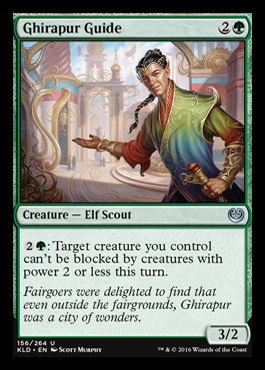 Ghirapur Guide 2
Creature — Elf Scout
2 : Target creature you control
can't be blocked by creatures with
power 2 or less this turn.
Fairgoers were delighted to find that
even outside the fairgrounds, Ghirapur
was a city of wonders.
3/2
156/264 U
KLD • EN Scott Murphy
™ & © 2016 Wizards of the Coast